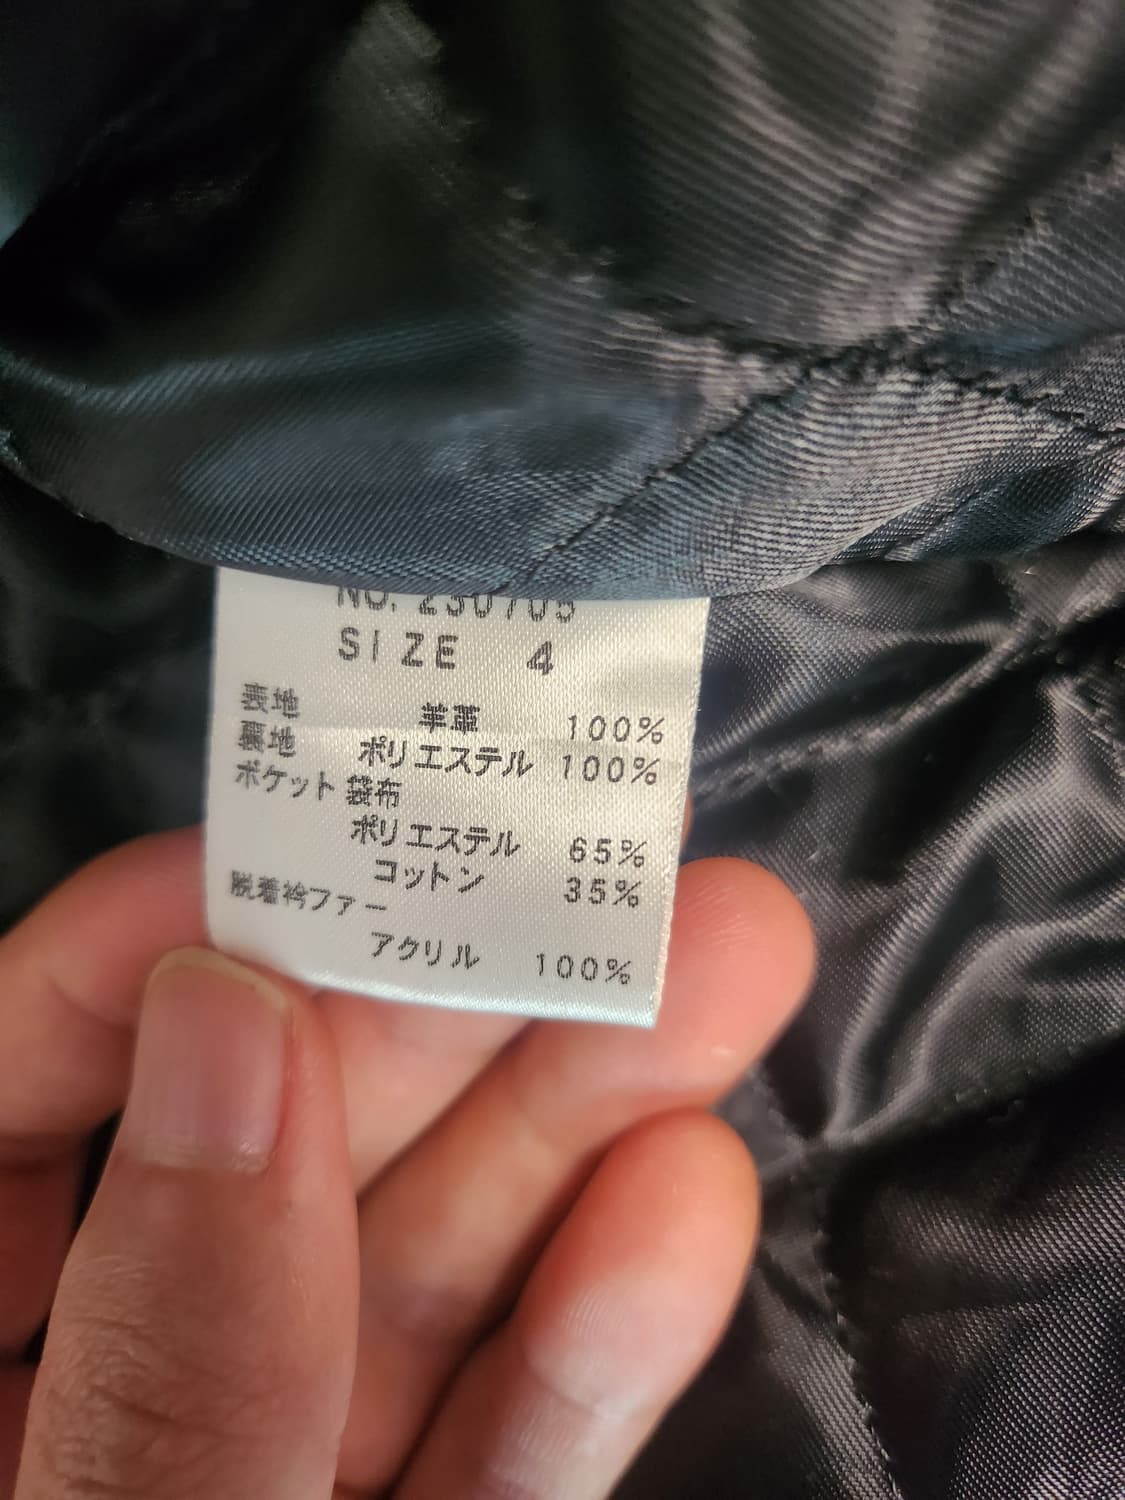 NO. 230705
SIZE 4
表地 羊革 100%
裏地 ポリエステル 100%
ポケット袋布
ポリエステル 65%
コットン 35%
脱着衿ファー
アクリル 100%